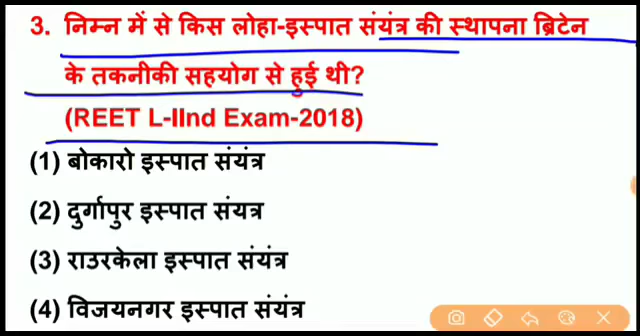 3. निम्न में से किस लोहा-इस्पात संयंत्र की स्थापना ब्रिटेन
के तकनीकी सहयोग से हुई थी?
(REET L-IInd Exam-2018)
(1) बोकारो इस्पात संयंत्र
(2) दुर्गापुर इस्पात संयत्र
(3) राउरकेला इस्पात संयंत्र
(4) विजयनगर इस्पात संयंत्र